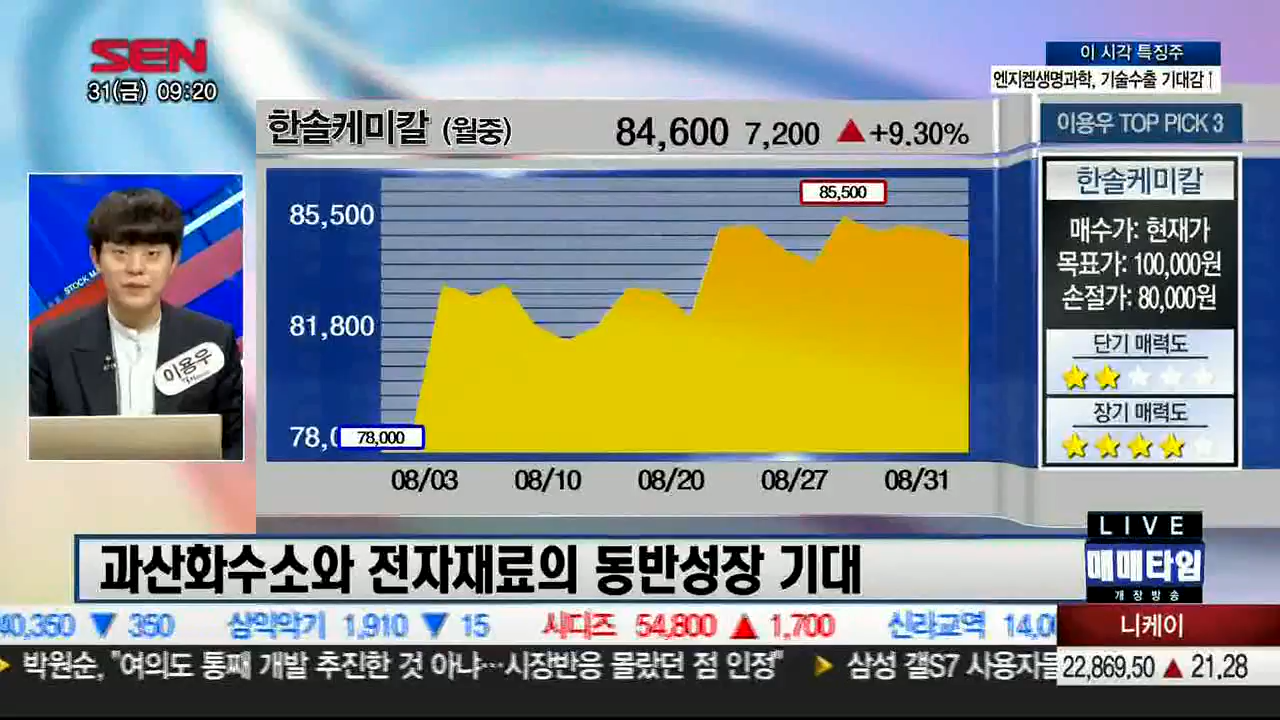 SEN
31(금) 09:20
이 시각 특징주
엔지켐생명과학, 기술수출 기대감↑
한솔케미칼 (월중) 84,600 7,200 ▲+9.30%
이용우 TOP PICK 3
85,500
85,500
81,800
78,000
08/03 08/10 08/20 08/27 08/31
한솔케미칼
매수가: 현재가
목표가: 100,000원
손절가: 80,000원
단기 매력도
장기 매력도
STOCK
이용우
과산화수소와 전자재료의 동반성장 기대
LIVE
매매타임
개장방송
40,350 ▼ 350 삼익악기 1,910 ▼ 15 시디즈 54,800 ▲ 1,700 신라교역 14,0
니케이
22,869.50 ▲ 21.28
박원순, "여의도 통째 개발 추진한 것 아냐…시장반응 몰랐던 점 인정" 삼성 갤S7 사용자들